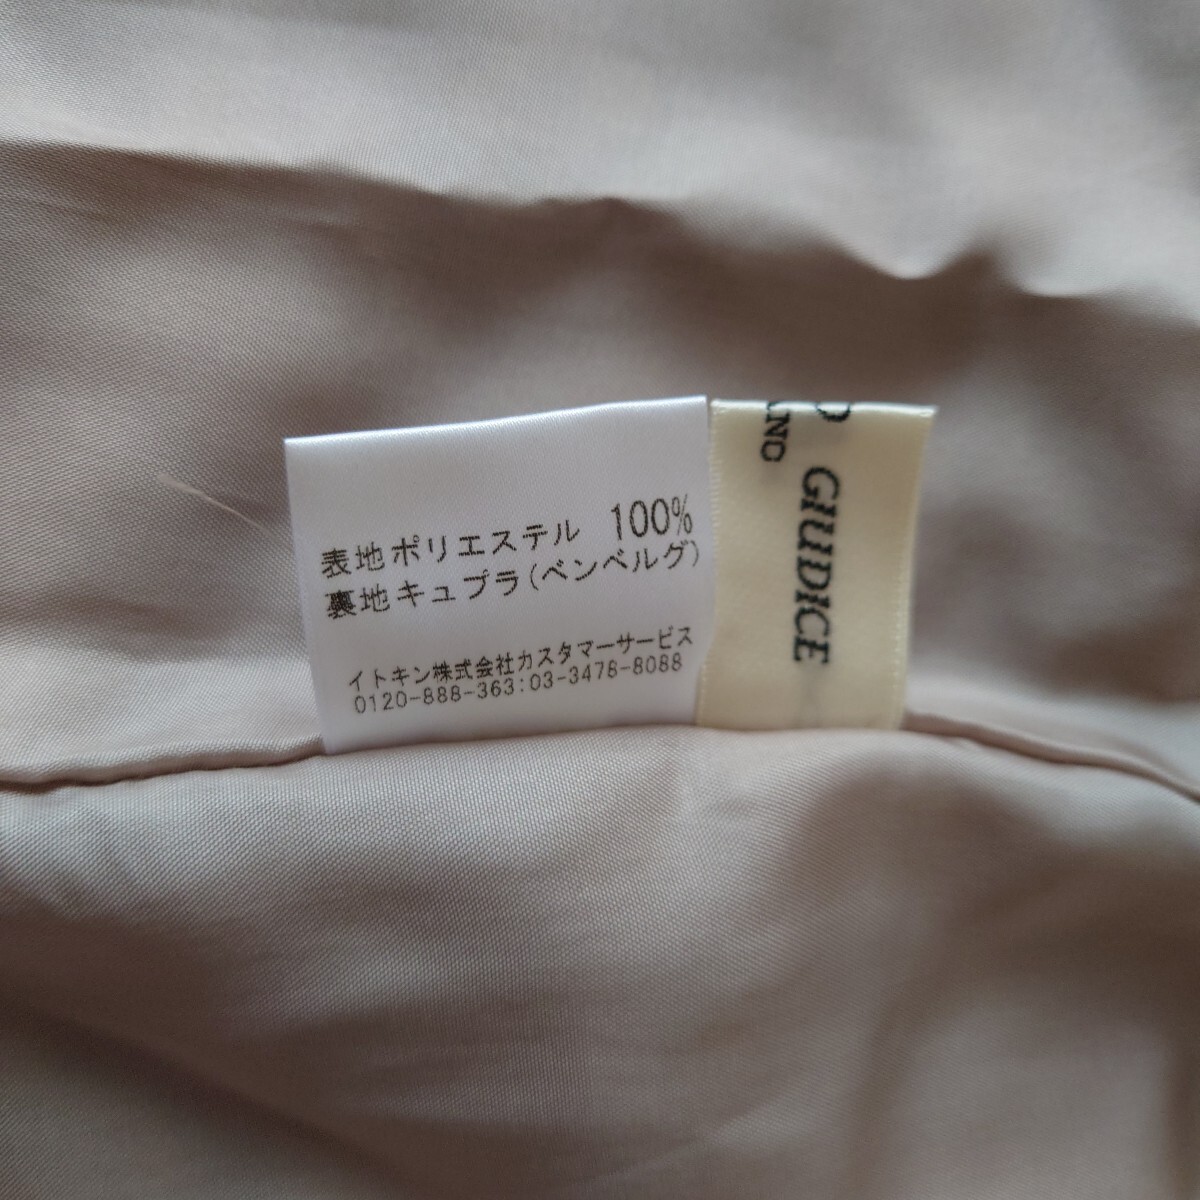 表地ポリエステル 100%
裏地キュプラ(ベンベルグ)
イトキン株式会社カスタマーサービス
0120-888-363:03-3478-8088
GIUDICE